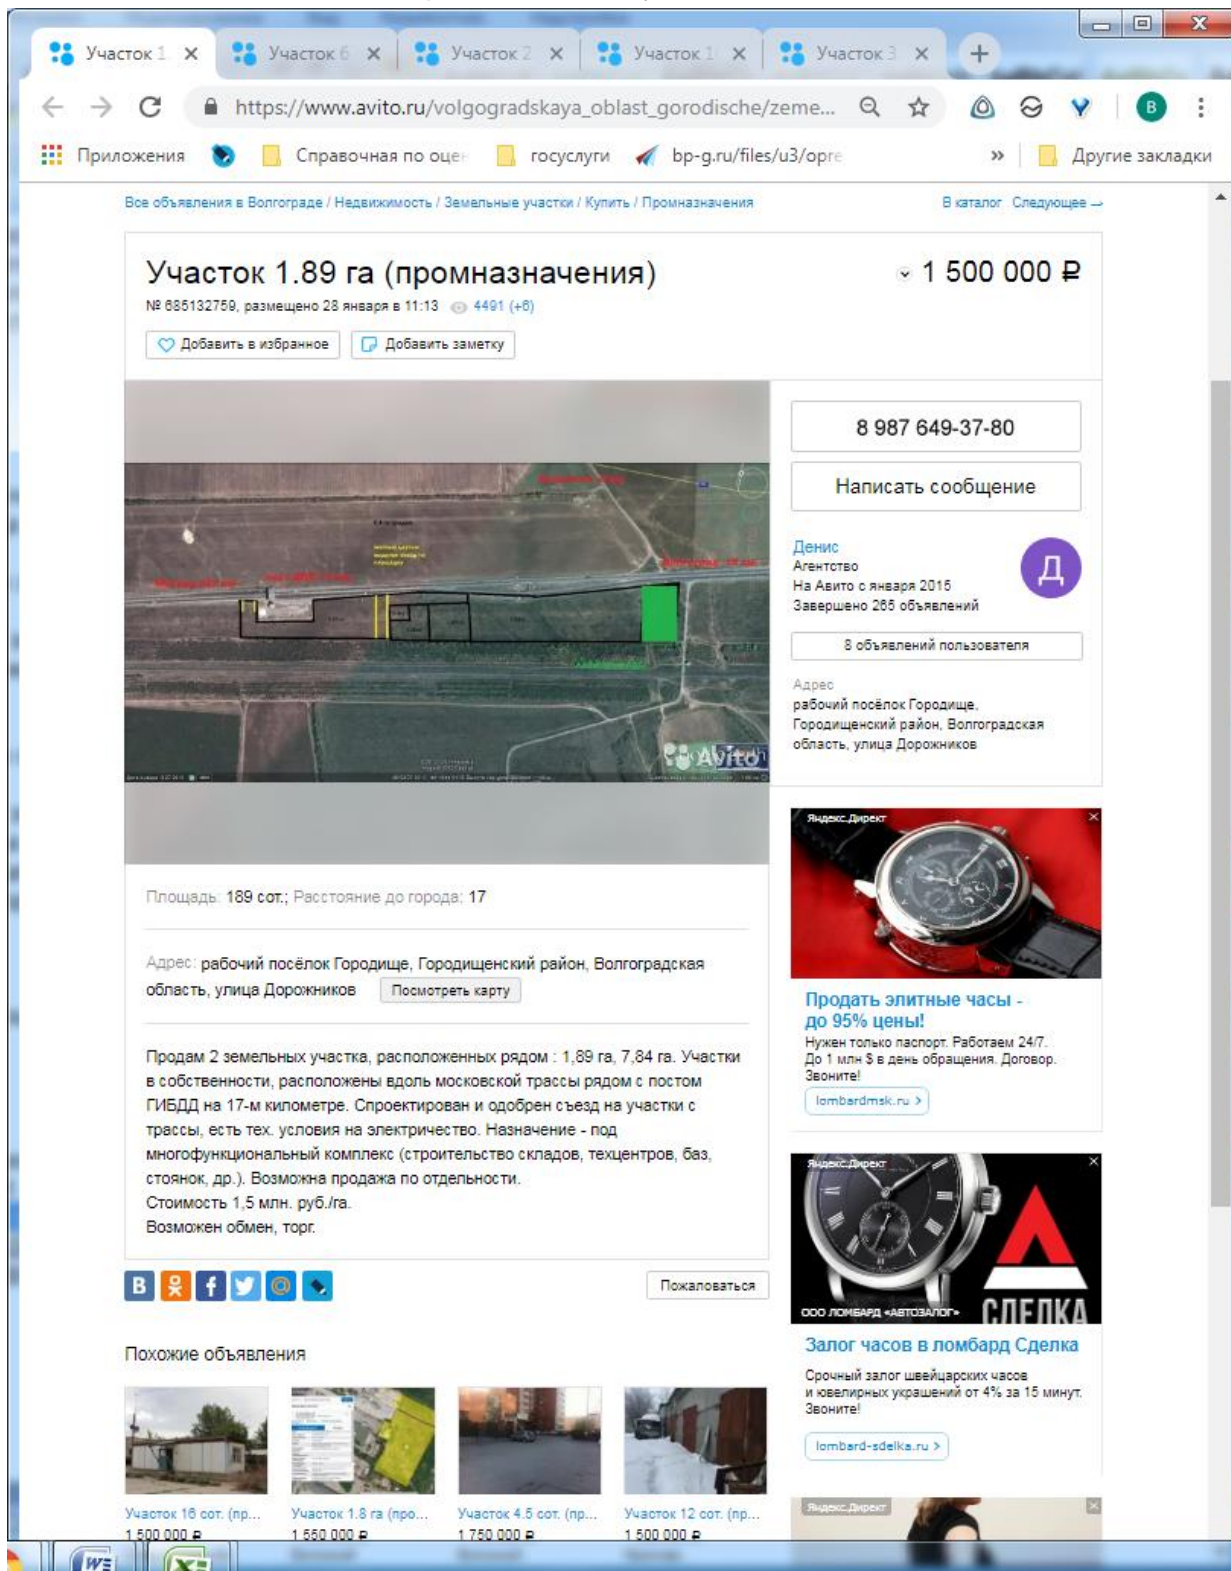 Участок 1.
Участок 6
Участок 2
Участок 1
Участок 3
https://www.avito.ru/volgogradskaya_oblast_gorodische/zeme...
B
Приложения
Справочная по оцен
госуслуги
bp-g.ru/files/u3/opre
»
Другие закладки
Все объявления в Волгограде / Недвижимость / Земельные участки / Купить / Промназначения
В каталог Следующее →
Участок 1.89 га (промназначения)
1 500 000 ₽
№ 685132759, размещено 28 января в 11:13 4491 (+6)
Добавить в избранное
Добавить заметку
8 987 649-37-80
Написать сообщение
Денис
Агентство
На Авито с января 2015
Завершено 265 объявлений
Д
8 объявлений пользователя
Адрес
рабочий посёлок Городище,
Городищенский район, Волгоградская
область, улица Дорожников
Avito
Площадь: 189 сот.; Расстояние до города: 17
Адрес: рабочий посёлок Городище, Городищенский район, Волгоградская
область, улица Дорожников
Посмотреть карту
Продам 2 земельных участка, расположенных рядом : 1,89 га, 7,84 га. Участки
в собственности, расположены вдоль московской трассы рядом с постом
ГИБДД на 17-м километре. Спроектирован и одобрен съезд на участки с
трассы, есть тех. условия на электричество. Назначение - под
многофункциональный комплекс (строительство складов, техцентров, баз,
стоянок, др.). Возможна продажа по отдельности.
Стоимость 1,5 млн. руб./га.
Возможен обмен, торг.
Пожаловаться
Яндекс.Директ
Продать элитные часы -
до 95% цены!
Нужен только паспорт. Работаем 24/7.
До 1 млн $ в день обращения. Договор.
Звоните!
lombardmsk.ru >
Яндекс.Директ
ООО ЛОМБАРД «АВТОЗАЛОГ»
СДЕЛКА
Залог часов в ломбард Сделка
Срочный залог швейцарских часов
и ювелирных украшений от 4% за 15 минут.
Звоните!
lombard-sdelka.ru >
Яндекс.Директ
Похожие объявления
Участок 16 сот. (пр...
1 500 000 ₽
Участок 1.8 га (про...
1 550 000 ₽
Участок 4.5 сот. (пр...
1 750 000 ₽
Участок 12 сот. (пр...
1 500 000 ₽